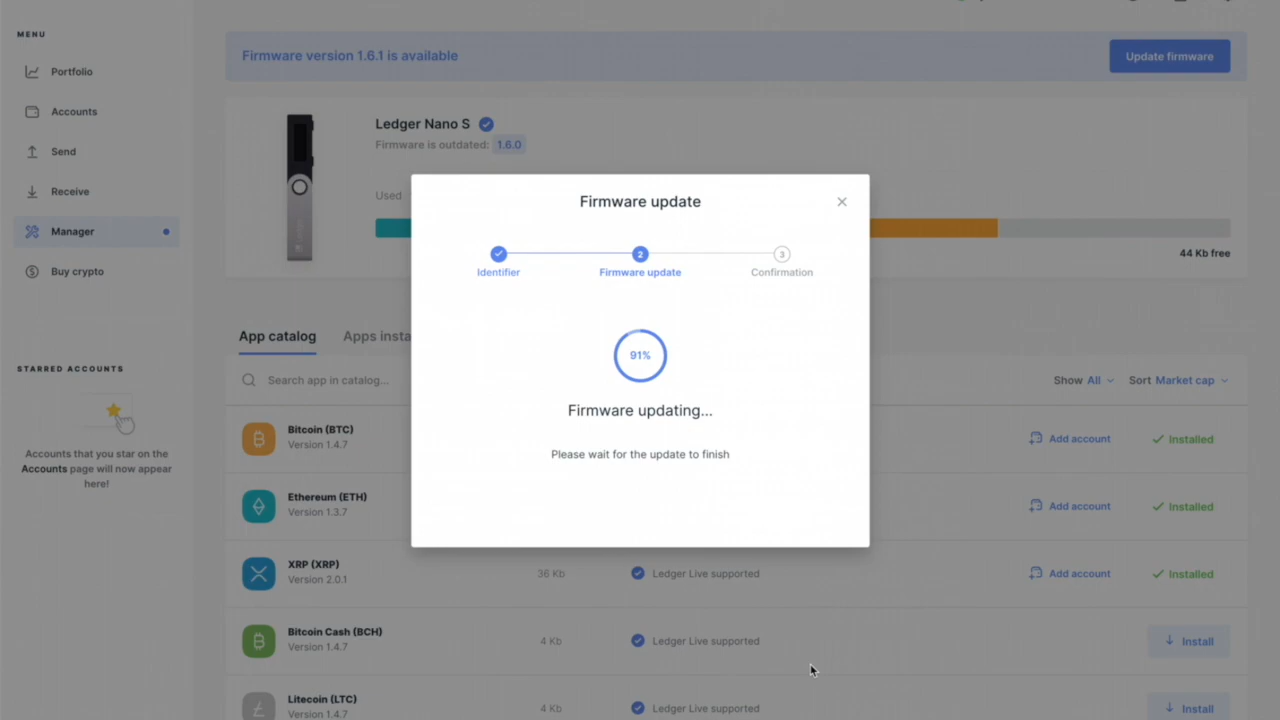 MENU
Portfolio
Accounts
Send
Receive
Manager
Buy crypto
STARRED ACCOUNTS
Accounts that you star on the
Accounts page will now appear
here!
Firmware version 1.6.1 is available
Update firmware
Ledger Nano S
Firmware is outdated: 1.6.0
Used
44 Kb free
Firmware update
2
3
Identifier
Firmware update
Confirmation
91%
Firmware updating...
Please wait for the update to finish
App catalog
Apps insta
Search app in catalog...
Show All
Sort Market cap
Bitcoin (BTC)
Version 1.4.7
Add account
Installed
Ethereum (ETH)
Version 1.3.7
Add account
Installed
XRP (XRP)
Version 2.0.1
36 Kb
Ledger Live supported
Add account
Installed
Bitcoin Cash (BCH)
Version 1.4.7
4 Kb
Ledger Live supported
Install
Litecoin (LTC)
Version 1.4.7
4 Kb
Ledger Live supported
Install